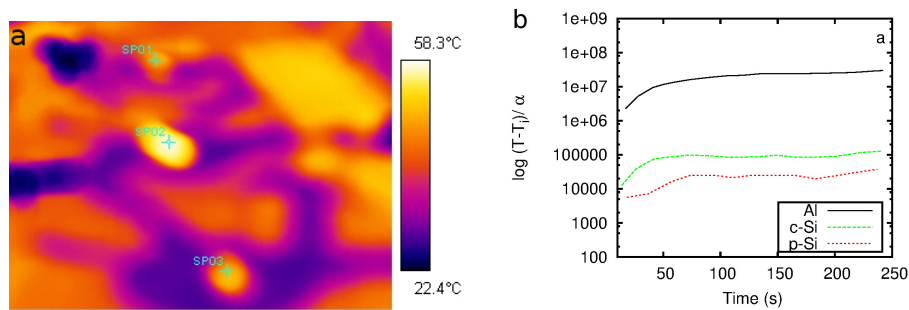 a
SP01
SP02
SP03
58.3°C
22.4°C
b
a
log (T-Ti)/ α
1e+09
1e+08
1e+07
1e+06
100000
10000
1000
100
50
100
150
200
250
Time (s)
Al
c-Si
p-Si